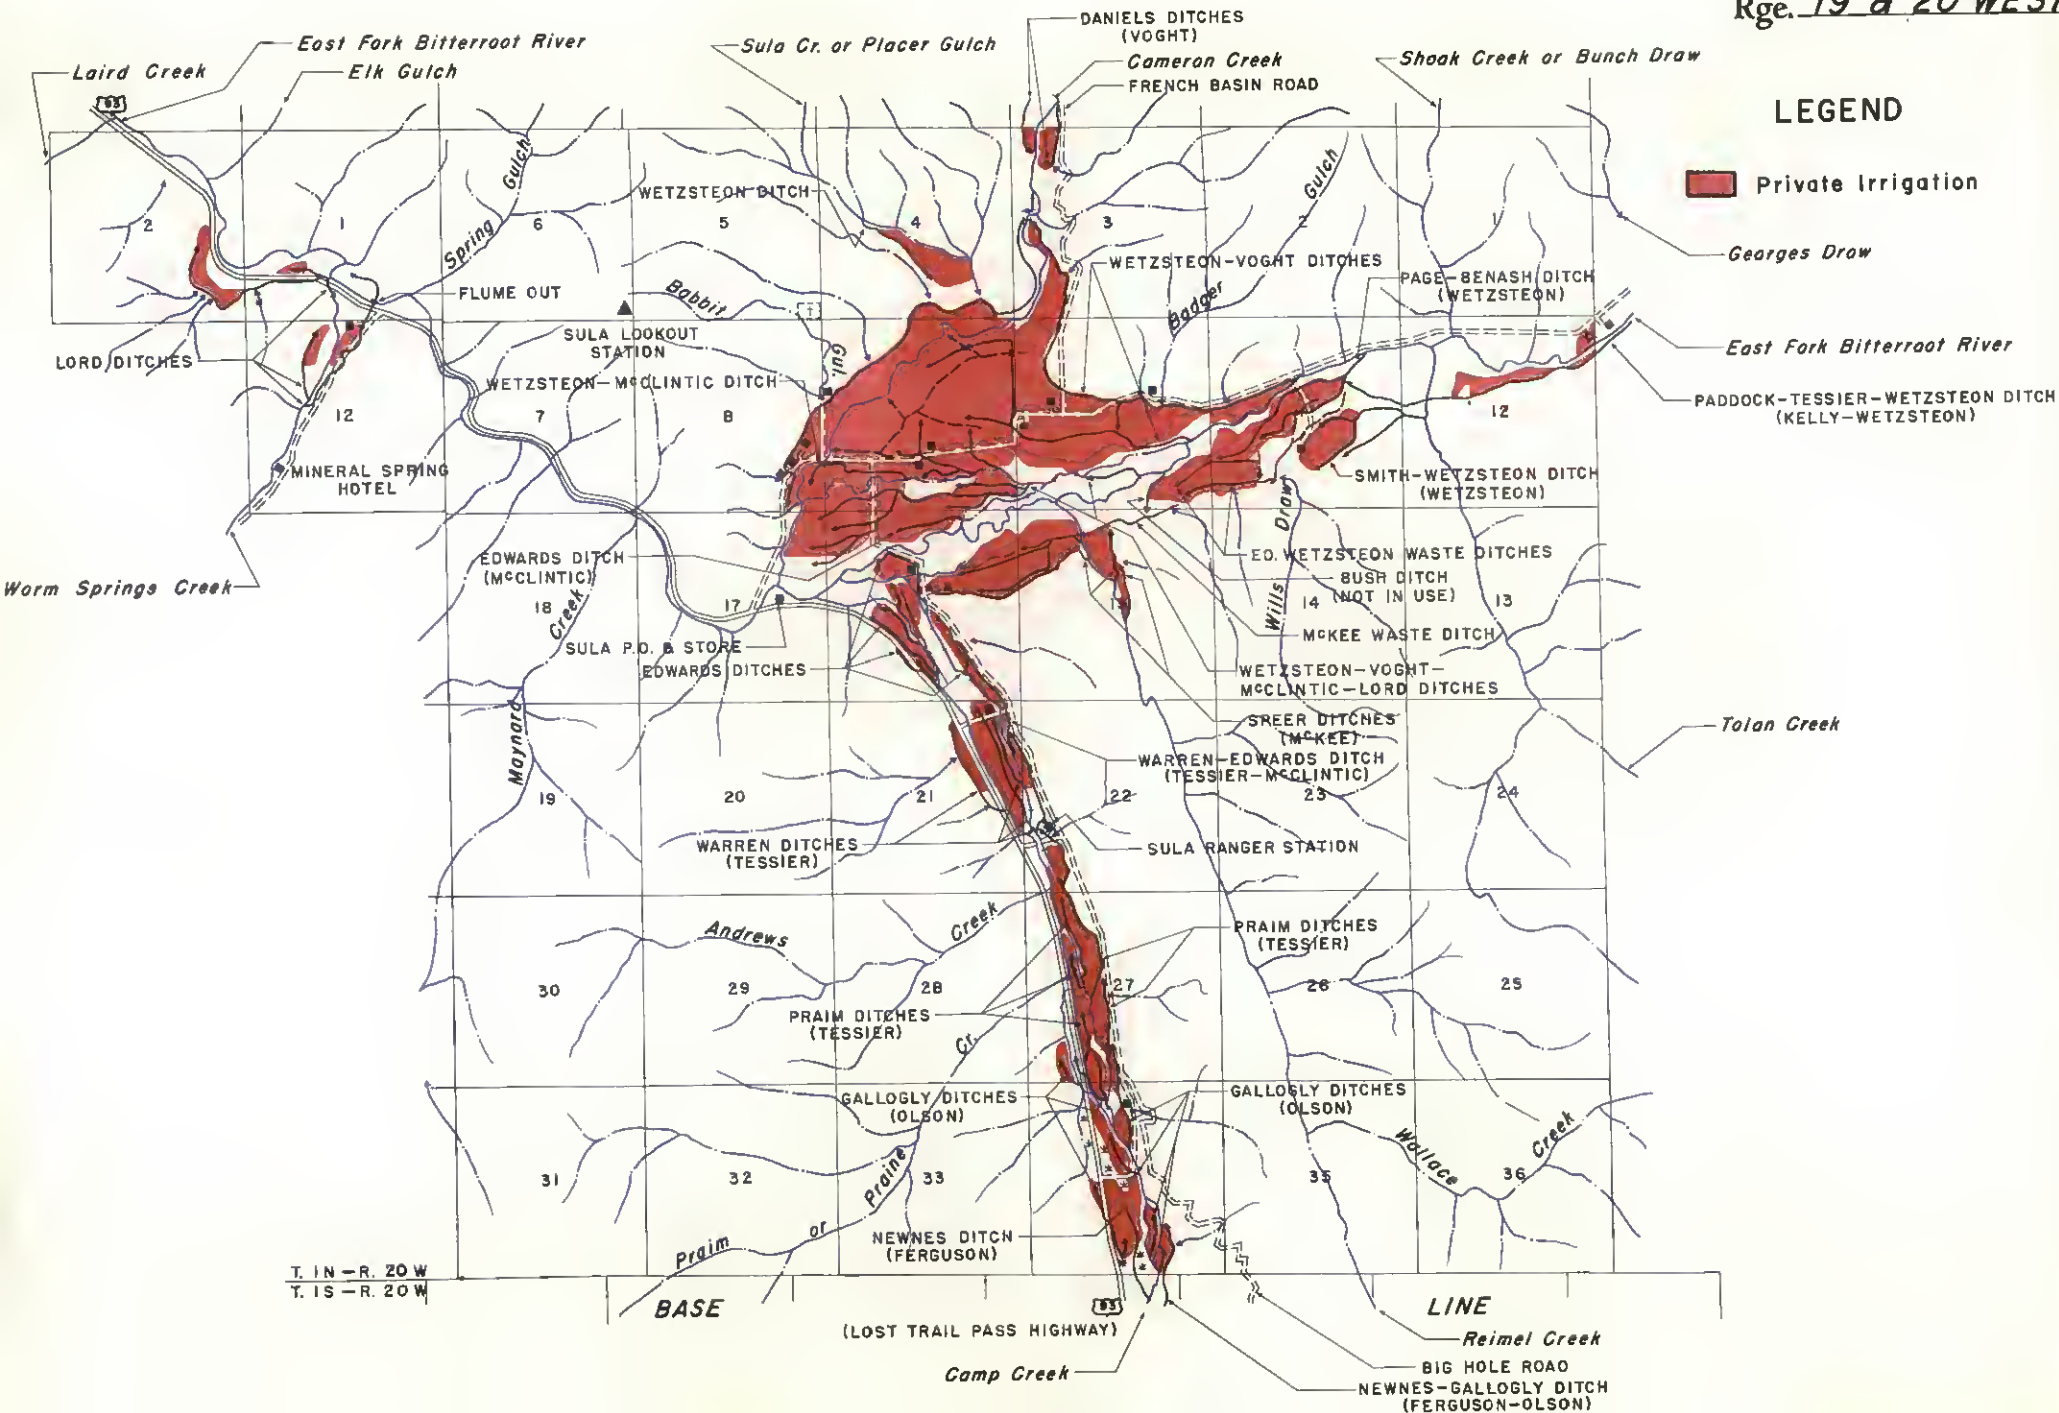 Rge. 19 & 20 WEST
DANIELS DITCHES
(VOGHT)
East Fork Bitterroot River
Sula Cr. or Placer Gulch
Cameron Creek
Shook Creek or Bunch Draw
Laird Creek
Elk Gulch
FRENCH BASIN ROAD
93
LEGEND
Private Irrigation
Spring Gulch
WETZSTEON DITCH
Gulch
2
1
6
5
4
3
2
1
Georges Draw
WETZSTEON-VOGHT DITCHES
PAGE-BENASH DITCH
(WETZSTEON)
FLUME OUT
Babbit
Gul.
Badger
SULA LOOKOUT
STATION
East Fork Bitterroot River
LORD DITCHES
WETZSTEON-McCLINTIC DITCH
PADDOCK-TESSIER-WETZSTEON DITCH
(KELLY-WETZSTEON)
12
7
8
12
MINERAL SPRING
HOTEL
SMITH-WETZSTEON DITCH
(WETZSTEON)
Wills Draw
EDWARDS DITCH
(McCLINTIC)
ED. WETZSTEON WASTE DITCHES
Warm Springs Creek
BUSH DITCH
(NOT IN USE)
18
17
14
13
Creek
SULA P.O. & STORE
McKEE WASTE DITCH
EDWARDS DITCHES
WETZSTEON-VOGHT-
McCLINTIC-LORD DITCHES
Maynard
SPEER DITCHES
(McKEE)
Tolan Creek
WARREN-EDWARDS DITCH
(TESSIER-McCLINTIC)
19
20
21
22
23
24
WARREN DITCHES
(TESSIER)
SULA RANGER STATION
Andrews Creek
PRAIM DITCHES
(TESSIER)
30
29
28
27
26
25
PRAIM DITCHES
(TESSIER)
Cr.
GALLOGLY DITCHES
(OLSON)
GALLOGLY DITCHES
(OLSON)
Wallace Creek
31
32
33
35
36
Praim or Praine
NEWNES DITCH
(FERGUSON)
T. 1N - R. 20 W
T. 1S - R. 20 W
BASE
LINE
93
(LOST TRAIL PASS HIGHWAY)
Reimel Creek
Camp Creek
BIG HOLE ROAD
NEWNES-GALLOGLY DITCH
(FERGUSON-OLSON)